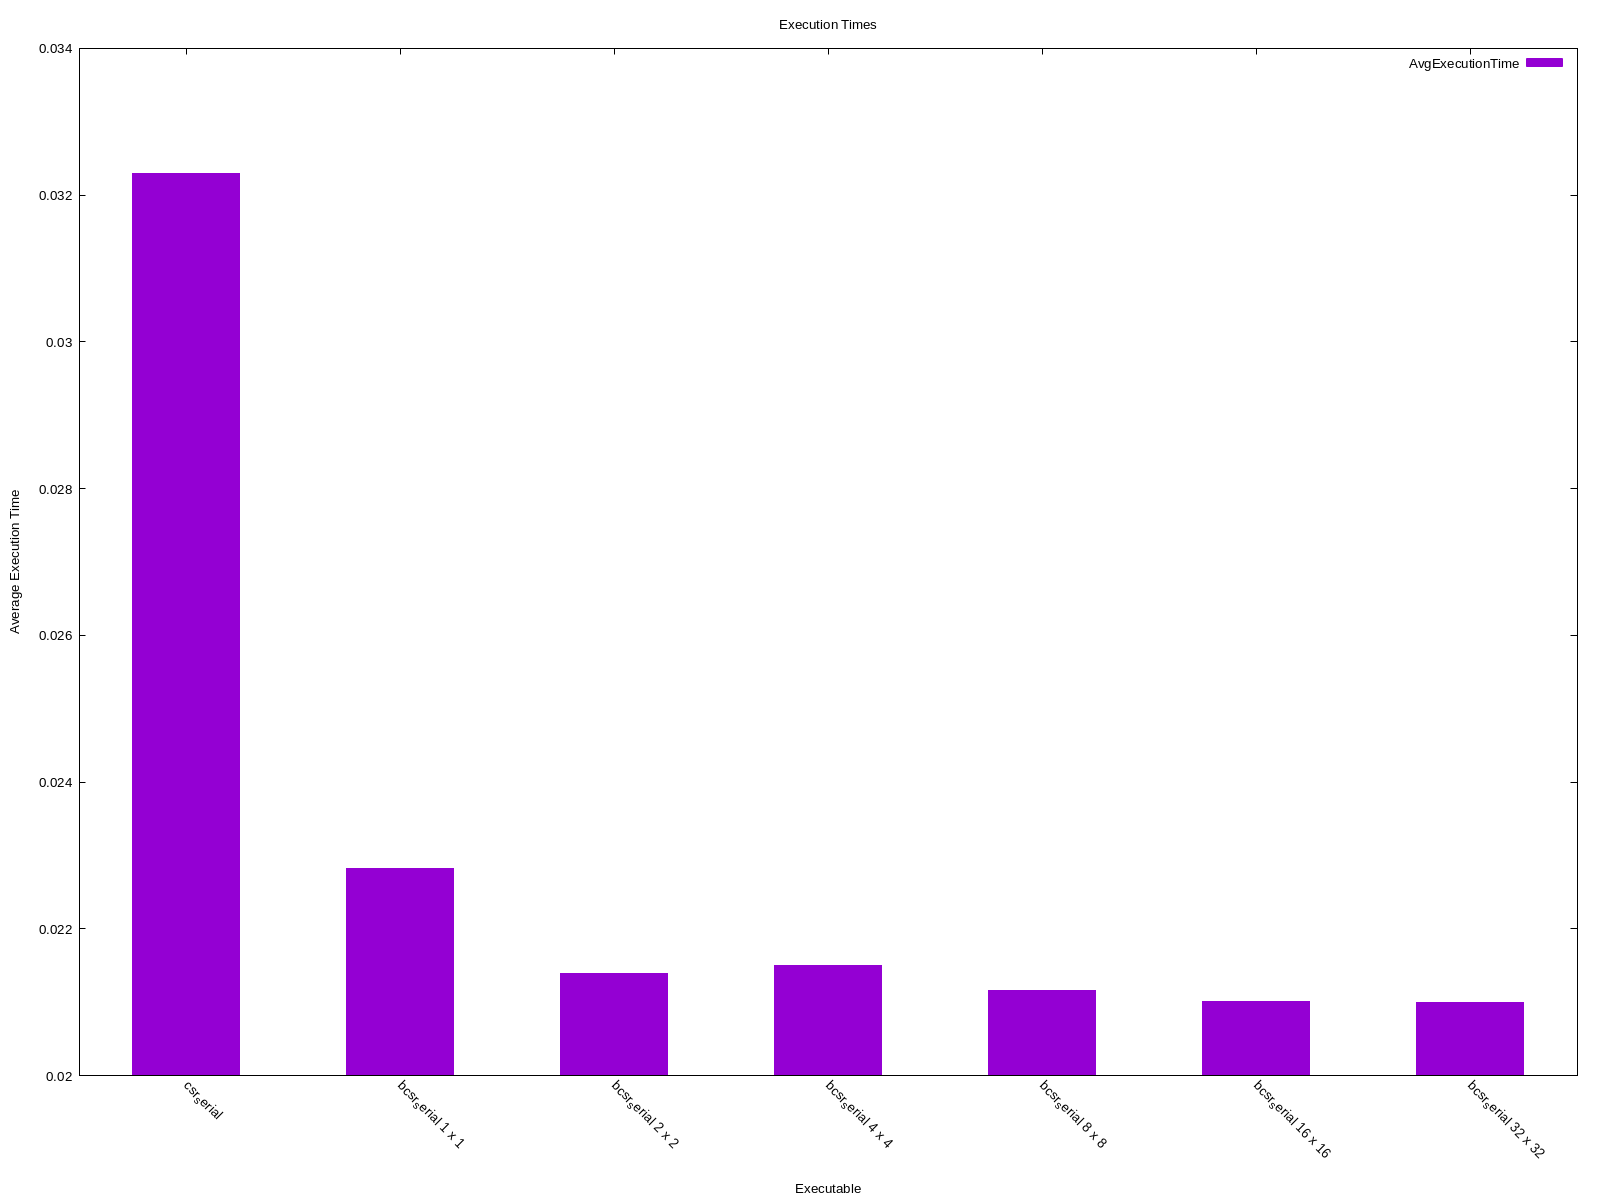 Execution Times
AvgExecutionTime
0.034
0.032
0.03
0.028
0.026
0.024
0.022
0.02
Average Execution Time
csrserial
bcsrserial 1 x 1
bcsrserial 2 x 2
bcsrserial 4 x 4
bcsrserial 8 x 8
bcsrserial 16 x 16
bcsrserial 32 x 32
Executable